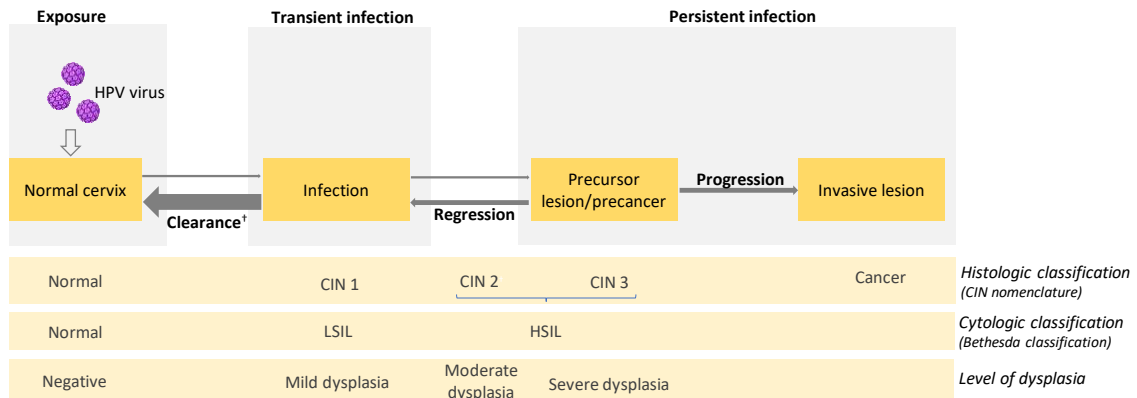 Exposure
Transient infection
Persistent infection
HPV virus
Normal cervix
Infection
Precursor
lesion/precancer
Progression
Invasive lesion
Clearance†
Regression
Normal
CIN 1
CIN 2
CIN 3
Cancer
Histologic classification
(CIN nomenclature)
Normal
LSIL
HSIL
Cytologic classification
(Bethesda classification)
Negative
Mild dysplasia
Moderate
dysplasia
Severe dysplasia
Level of dysplasia